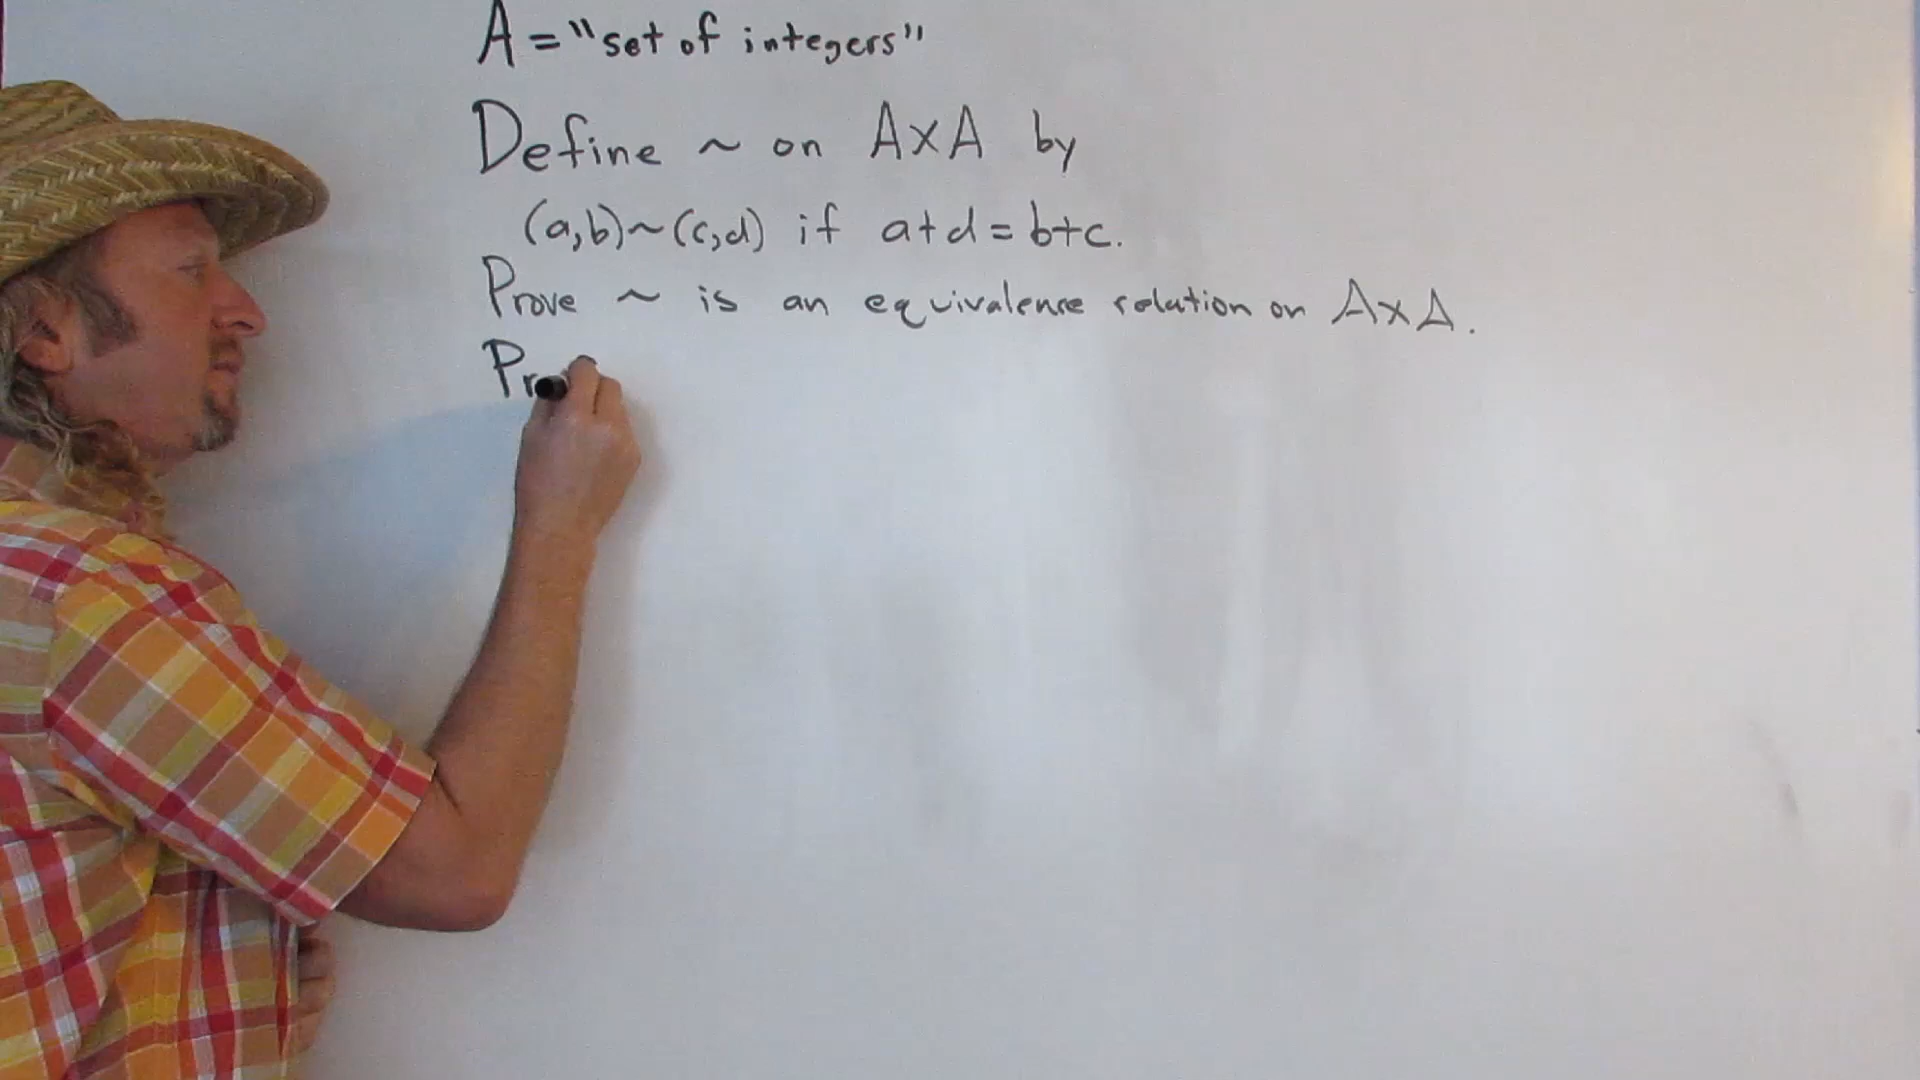 A = "set of integers"
Define ~ on A×A by
(a,b)~(c,d) if a+d=b+c.
Prove ~ is an equivalence relation on A×A.
Pr